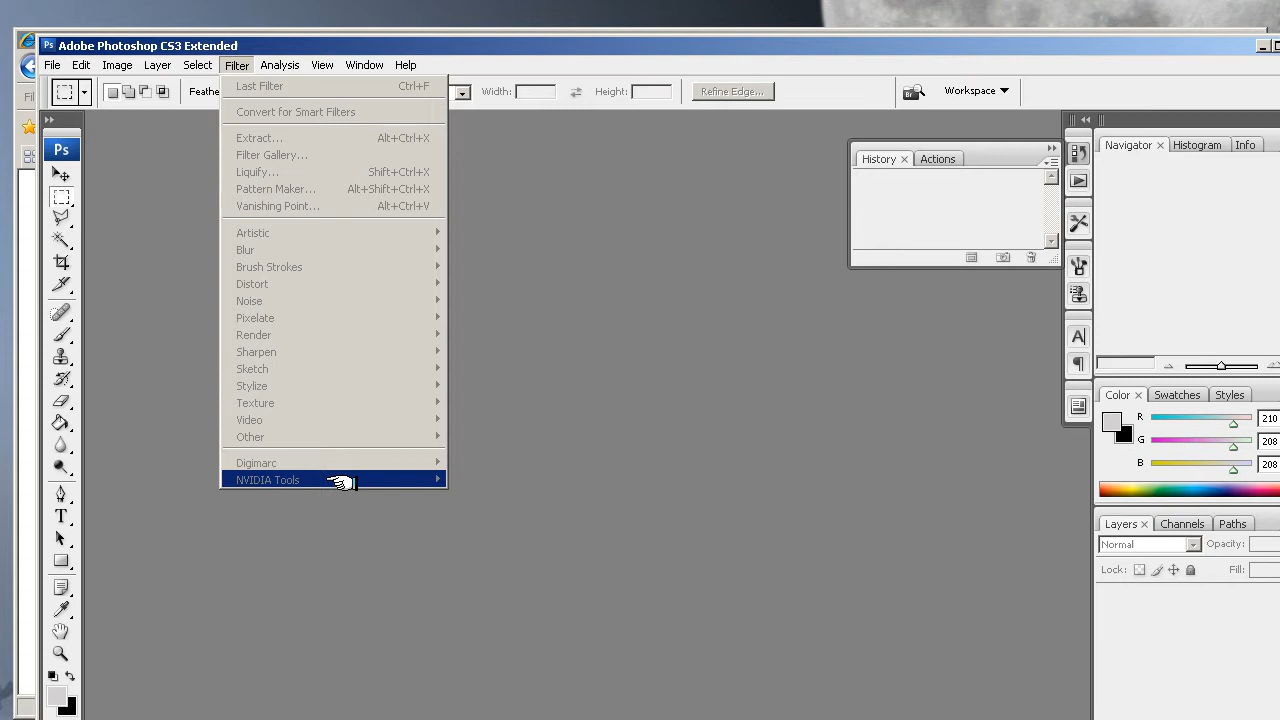 Ps Adobe Photoshop CS3 Extended
File Edit Image Layer Select Filter Analysis View Window Help
Width: Height: Refine Edge... Br Workspace
Last Filter Ctrl+F
Convert for Smart Filters
Extract... Alt+Ctrl+X
Filter Gallery...
Liquify... Shift+Ctrl+X
Pattern Maker... Alt+Shift+Ctrl+X
Vanishing Point... Alt+Ctrl+V
Artistic
Blur
Brush Strokes
Distort
Noise
Pixelate
Render
Sharpen
Sketch
Stylize
Texture
Video
Other
Digimarc
NVIDIA Tools
Ps
T
History Actions
Navigator Histogram Info
A
Color Swatches Styles
R 210
G 208
B 208
Layers Channels Paths
Normal Opacity:
Lock: Fill: